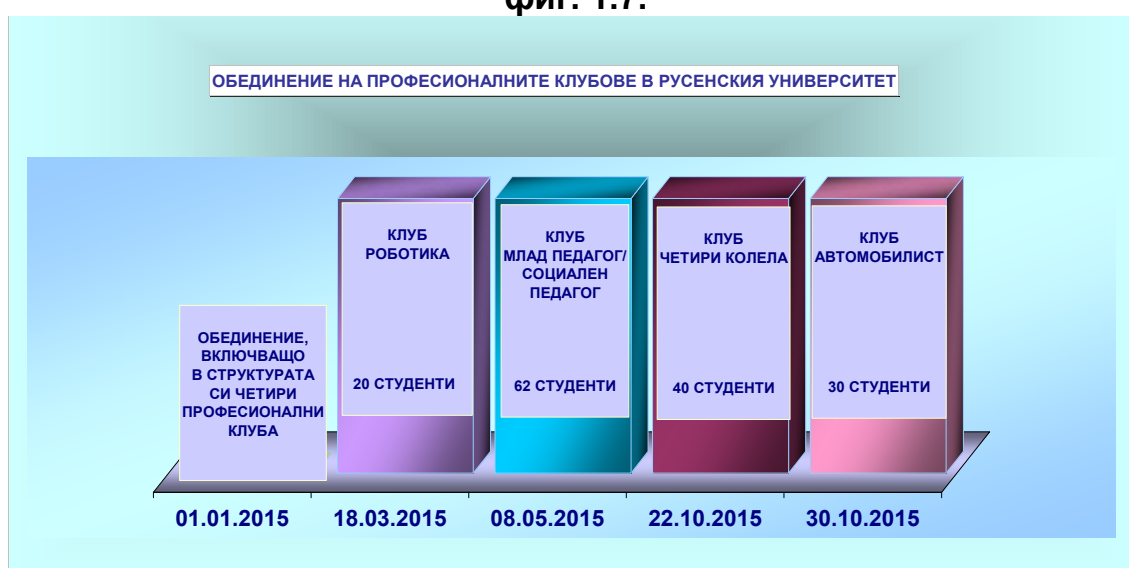 фиг. 1.7.
ОБЕДИНЕНИЕ НА ПРОФЕСИОНАЛНИТЕ КЛУБОВЕ В РУСЕНСКИЯ УНИВЕРСИТЕТ
ОБЕДИНЕНИЕ,
ВКЛЮЧВАЩО
В СТРУКТУРАТА
СИ ЧЕТИРИ
ПРОФЕСИОНАЛНИ
КЛУБА
КЛУБ
РОБОТИКА
20 СТУДЕНТИ
КЛУБ
МЛАД ПЕДАГОГ/
СОЦИАЛЕН
ПЕДАГОГ
62 СТУДЕНТИ
КЛУБ
ЧЕТИРИ КОЛЕЛА
40 СТУДЕНТИ
КЛУБ
АВТОМОБИЛИСТ
30 СТУДЕНТИ
01.01.2015 18.03.2015 08.05.2015 22.10.2015 30.10.2015